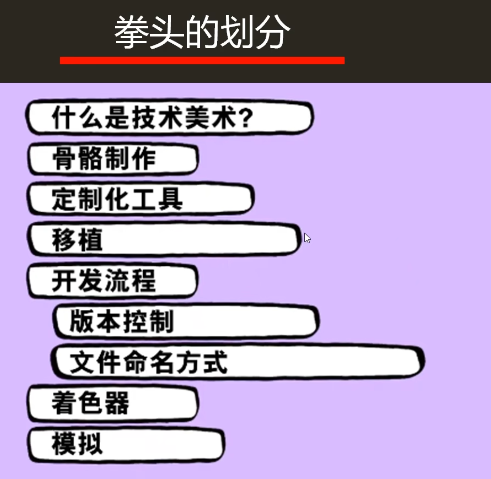 拳头的划分
什么是技术美术?
骨骼制作
定制化工具
移植
开发流程
版本控制
文件命名方式
着色器
模拟